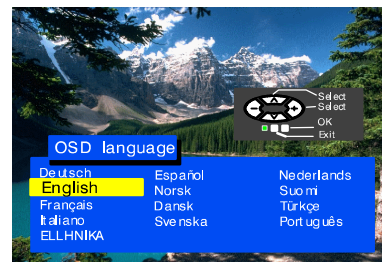 Select
Select
OK
Exit
OSD language
Deutsch
English
Français
Italiano
ELLHNIKA
Español
Norsk
Dansk
Svenska
Nederlands
Suomi
Türkçe
Português